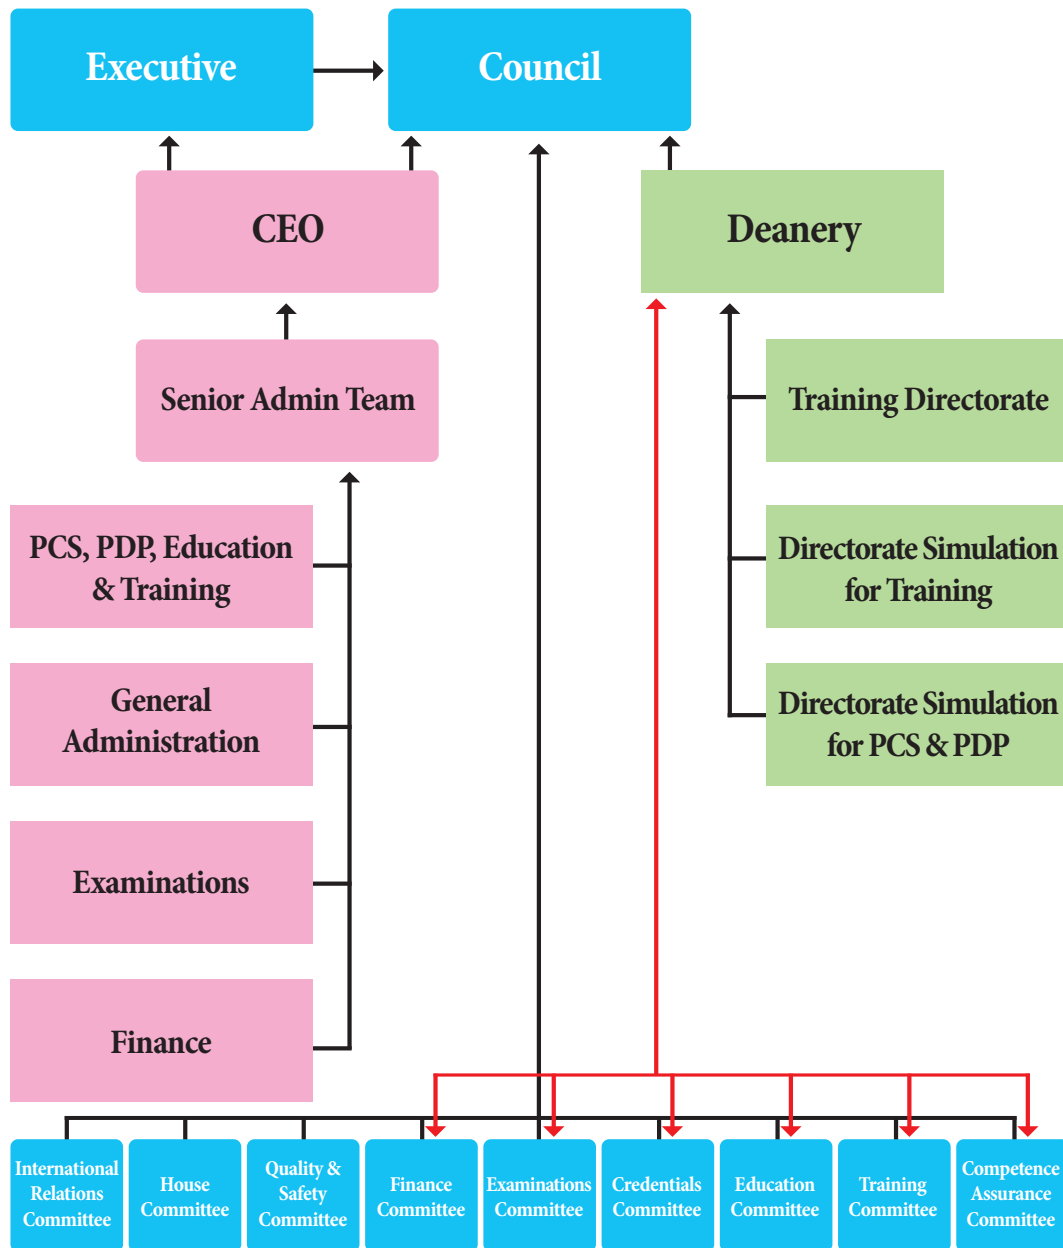 Executive
Council
CEO
Deanery
Senior Admin Team
Training Directorate
PCS, PDP, Education
& Training
Directorate Simulation
for Training
General
Administration
Directorate Simulation
for PCS & PDP
Examinations
Finance
International
Relations
Committee
House
Committee
Quality &
Safety
Committee
Finance
Committee
Examinations
Committee
Credentials
Committee
Education
Committee
Training
Committee
Competence
Assurance
Committee